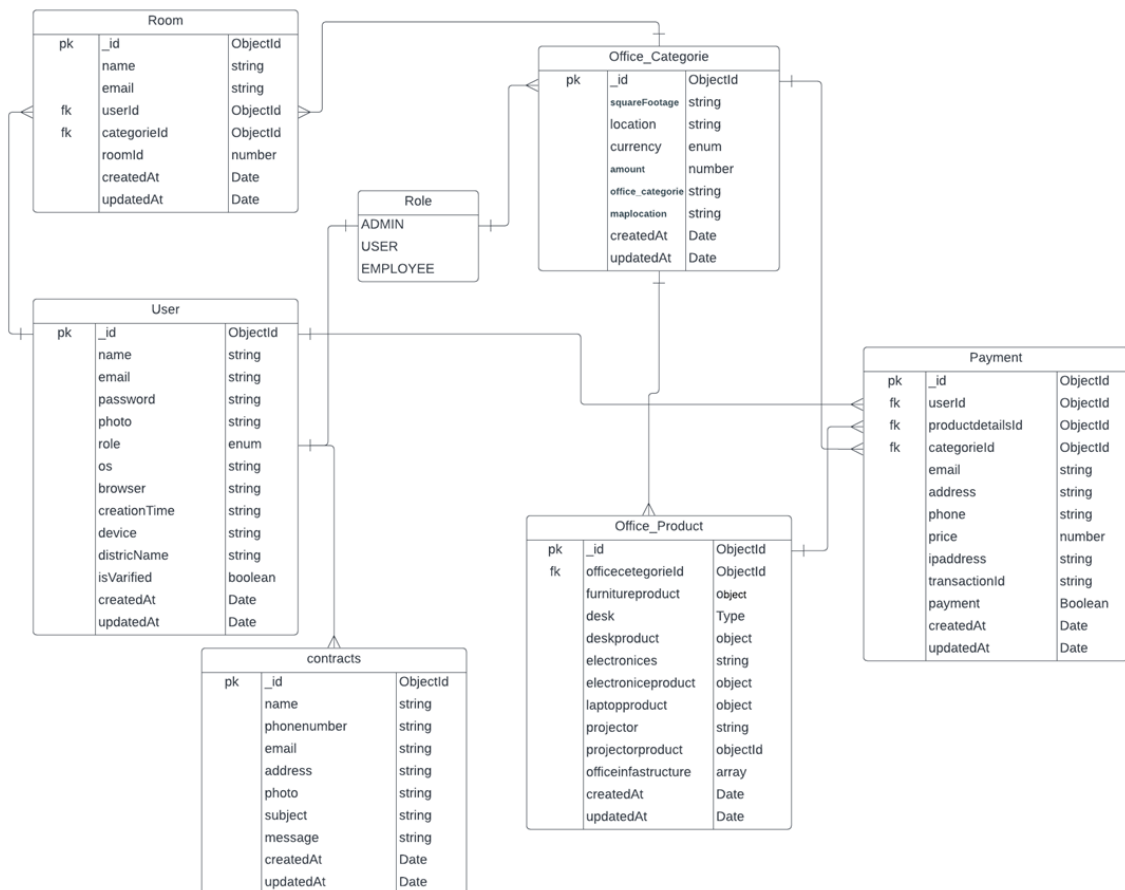 Room
pk _id ObjectId
name string
email string
fk userId ObjectId
fk categorieId ObjectId
roomId number
createdAt Date
updatedAt Date
Office_Categorie
pk _id ObjectId
squareFootage string
location string
currency enum
amount number
office_categorie string
maplocation string
createdAt Date
updatedAt Date
Role
ADMIN
USER
EMPLOYEE
User
pk _id ObjectId
name string
email string
password string
photo string
role enum
os string
browser string
creationTime string
device string
districName string
isVarified boolean
createdAt Date
updatedAt Date
Payment
pk _id ObjectId
fk userId ObjectId
fk productdetailsId ObjectId
fk categorieId ObjectId
email string
address string
phone string
price number
ipaddress string
transactionId string
payment Boolean
createdAt Date
updatedAt Date
Office_Product
pk _id ObjectId
fk officecetegorieId ObjectId
furnitureproduct Object
desk Type
deskproduct object
electronices string
electroniceproduct object
laptopproduct object
projector string
projectorproduct objectId
officeinfastructure array
createdAt Date
updatedAt Date
contracts
pk _id ObjectId
name string
phonenumber string
email string
address string
photo string
subject string
message string
createdAt Date
updatedAt Date